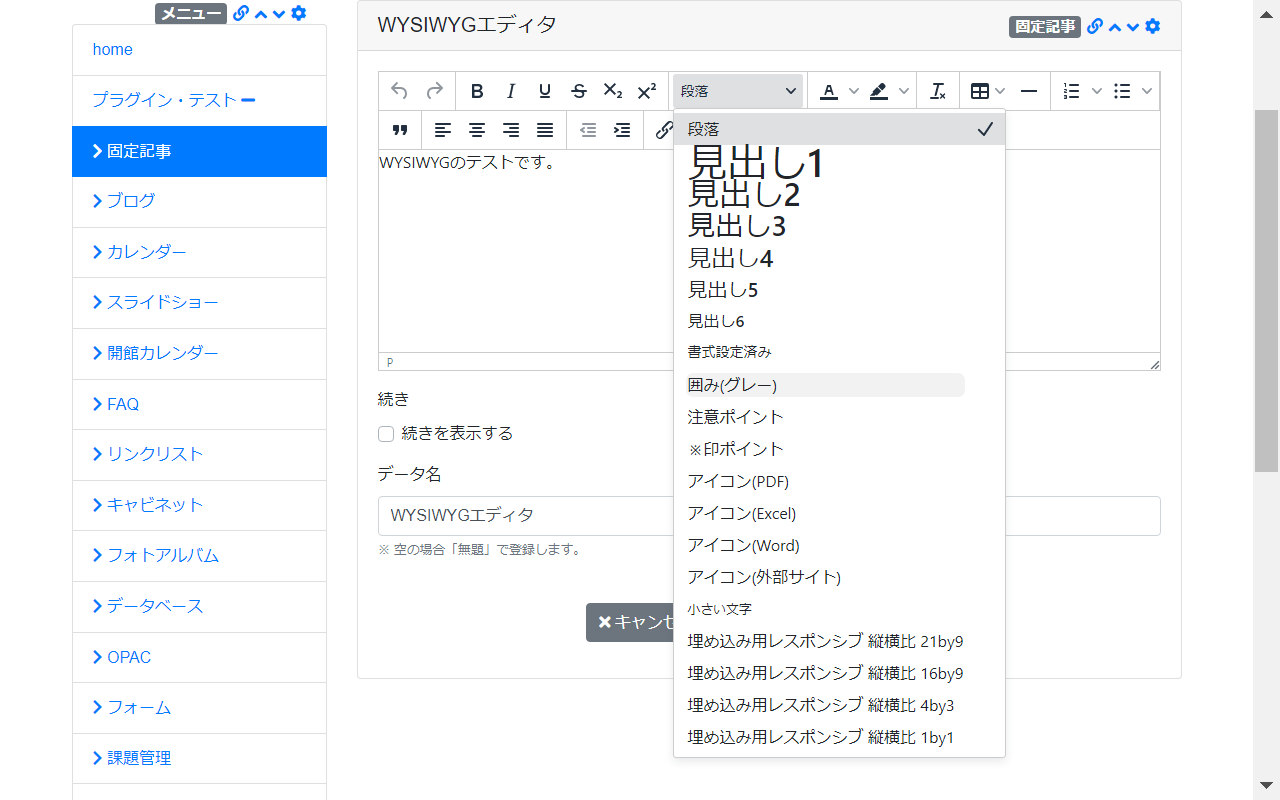 メニュー
home
プラグイン・テスト
固定記事
ブログ
カレンダー
スライドショー
開館カレンダー
FAQ
リンクリスト
キャビネット
フォトアルバム
データベース
OPAC
フォーム
課題管理
WYSIWYGエディタ
固定記事
段落
WYSIWYGのテストです。
P
段落
見出し1
見出し2
見出し3
見出し4
見出し5
見出し6
書式設定済み
囲み(グレー)
注意ポイント
※印ポイント
アイコン(PDF)
アイコン(Excel)
アイコン(Word)
アイコン(外部サイト)
小さい文字
埋め込み用レスポンシブ 縦横比 21by9
埋め込み用レスポンシブ 縦横比 16by9
埋め込み用レスポンシブ 縦横比 4by3
埋め込み用レスポンシブ 縦横比 1by1
続き
続きを表示する
データ名
WYSIWYGエディタ
※ 空の場合「無題」で登録します。
キャンセ